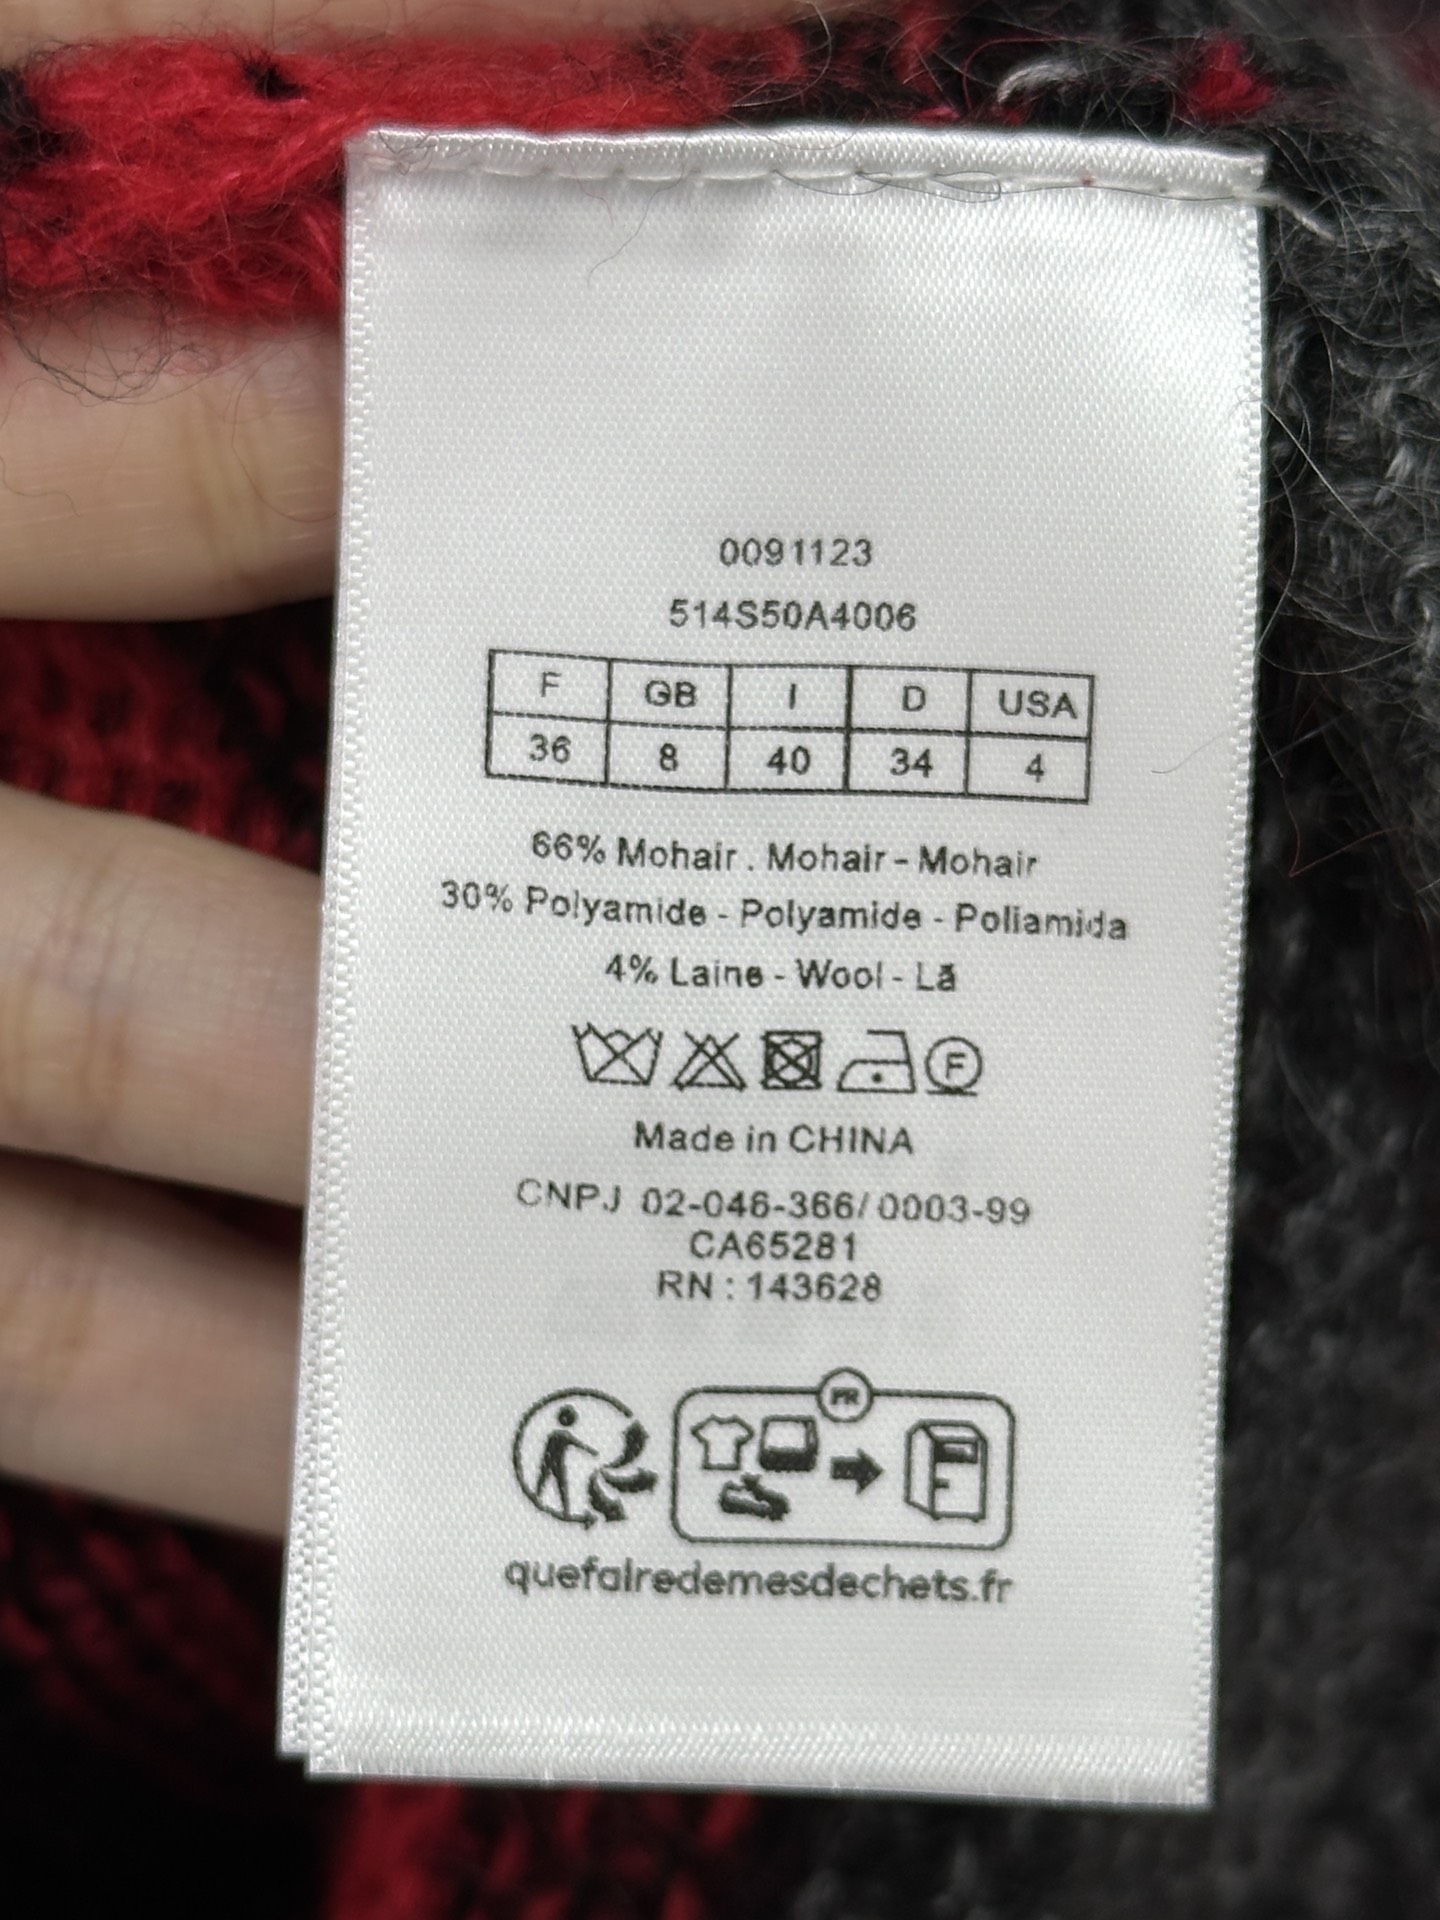 0091123
514S50A4006
F GB I D USA
36 8 40 34 4
66% Mohair . Mohair - Mohair
30% Polyamide - Polyamide - Poliamida
4% Laine - Wool - Lã
F
Made in CHINA
CNPJ 02-046-366/0003-99
CA65281
RN : 143628
FR
quefairedemesdechets.fr